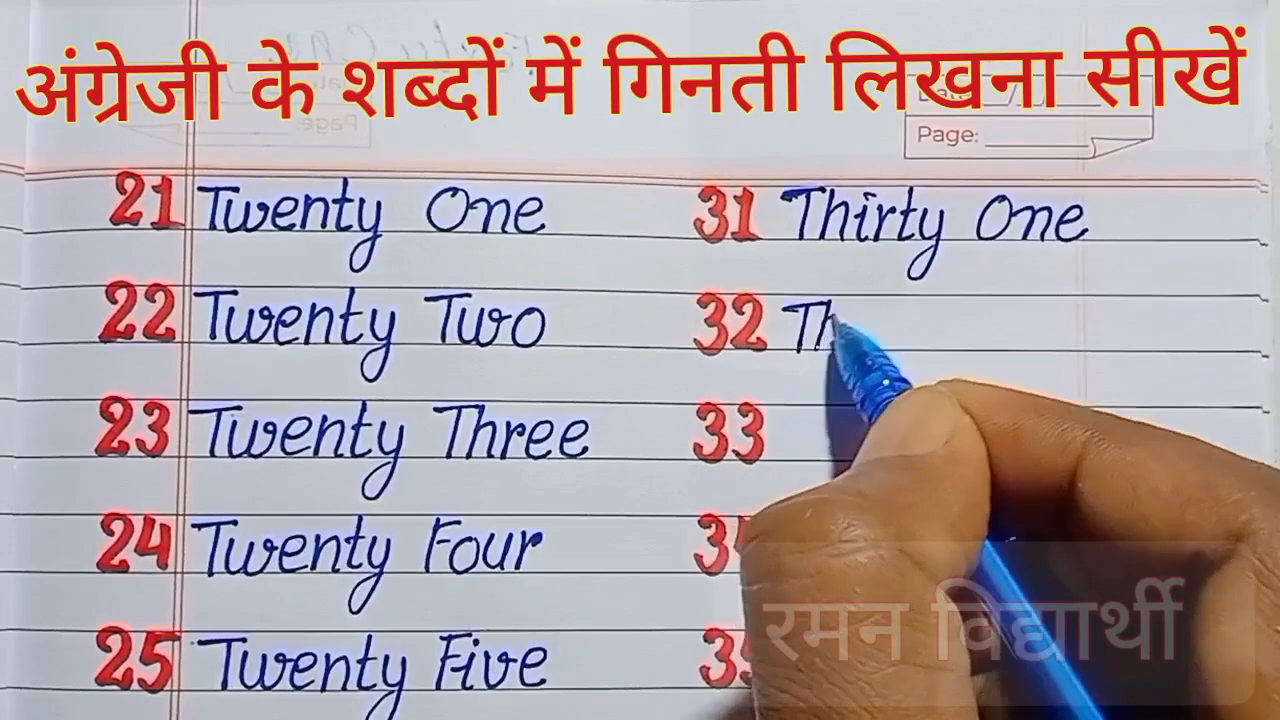 अंग्रेजी के शब्दों में गिनती लिखना सीखें
Page:
21 Twenty One
22 Twenty Two
23 Twenty Three
24 Twenty Four
25 Twenty Five
31 Thirty One
32 Th
33
रमन विद्यार्थी